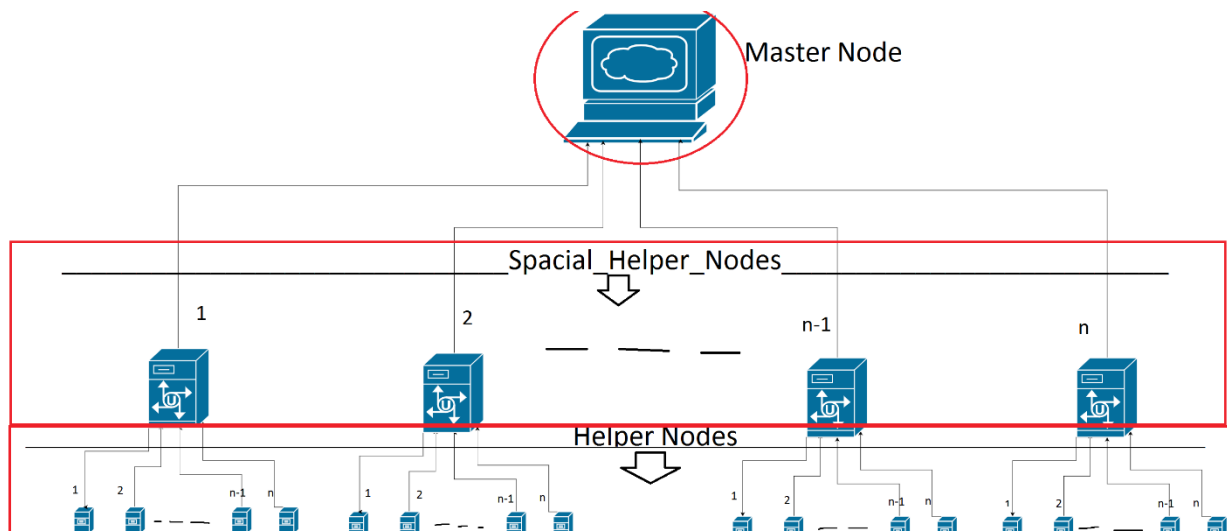 Master Node
Spacial_Helper_Nodes
1
2
n-1
n
U
U
U
U
Helper Nodes
1
2
n-1
n
1
2
n-1
n
1
2
n-1
n
1
2
n-1
n